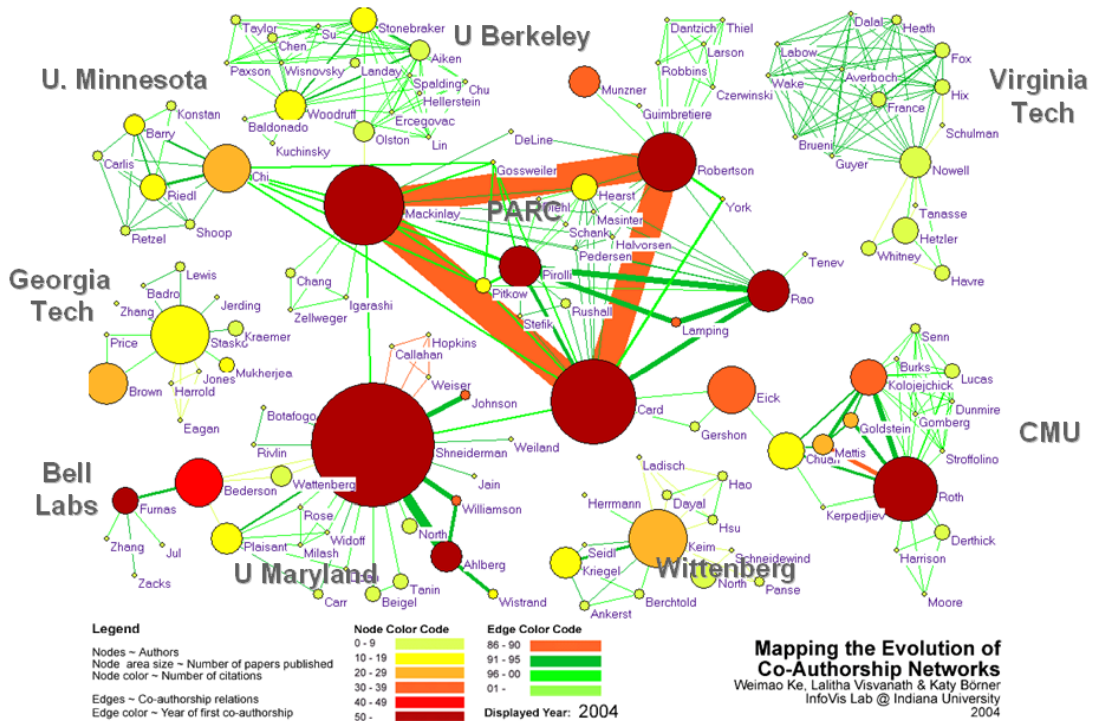 Taylor
Su
Stonebraker
U Berkeley
Chen
Aiken
Paxson
Wisnovsky
Landay
Spalding
Chu
Hellerstein
Woodruff
Ercegovac
Baldonado
Olston
Lin
Kuchinsky
U. Minnesota
Konstan
Barry
Carlis
Chi
Riedl
Retzel
Shoop
Dantzich
Thiel
Larson
Robbins
Munzner
Czerwinski
Guimbretiere
DeLine
Gossweiler
Robertson
Mackinlay
PARC
Hearst
York
Masinter
Schank
Halvorsen
Pedersen
Pirolli
Pitkow
Rushall
Stefik
Lamping
Rao
Tenev
Chang
Igarashi
Zellweger
Dalal
Heath
Labow
Fox
Averboch
Wake
Hix
France
Virginia
Tech
Schulman
Brueni
Guyer
Nowell
Tanasse
Hetzler
Whitney
Havre
Georgia
Tech
Lewis
Badro
Zhang
Jerding
Price
Stasko
Kraemer
Mukherjea
Jones
Brown
Harrold
Eagan
Hopkins
Callahan
Weiser
Johnson
Card
Eick
Gershon
Botafogo
Shneiderman
Weiland
Rivlin
Jain
Bell
Labs
Bederson
Wattenberg
Furnas
Williamson
Rose
North
Zhang
Jul
Plaisant
Widoff
Milash
Ahlberg
Zacks
U Maryland
Doan
Tanin
Wistrand
Carr
Beigel
Senn
Burks
Kolojejchick
Lucas
Goldstein
Dunmire
Gomberg
CMU
Mattis
Chuah
Stroffolino
Roth
Kerpedjiev
Derthick
Harrison
Moore
Ladisch
Hao
Herrmann
Dayal
Hsu
Keim
Seidl
Schneidewind
Kriegel
Wittenberg
North
Panse
Berchtold
Ankerst
Legend
Nodes ~ Authors
Node area size ~ Number of papers published
Node color ~ Number of citations
Edges ~ Co-authorship relations
Edge color ~ Year of first co-authorship
Node Color Code
0 - 9
10 - 19
20 - 29
30 - 39
40 - 49
50 -
Edge Color Code
86 - 90
91 - 95
96 - 00
01 -
Displayed Year: 2004
Mapping the Evolution of
Co-Authorship Networks
Weimao Ke, Lalitha Visvanath & Katy Börner
InfoVis Lab @ Indiana University
2004